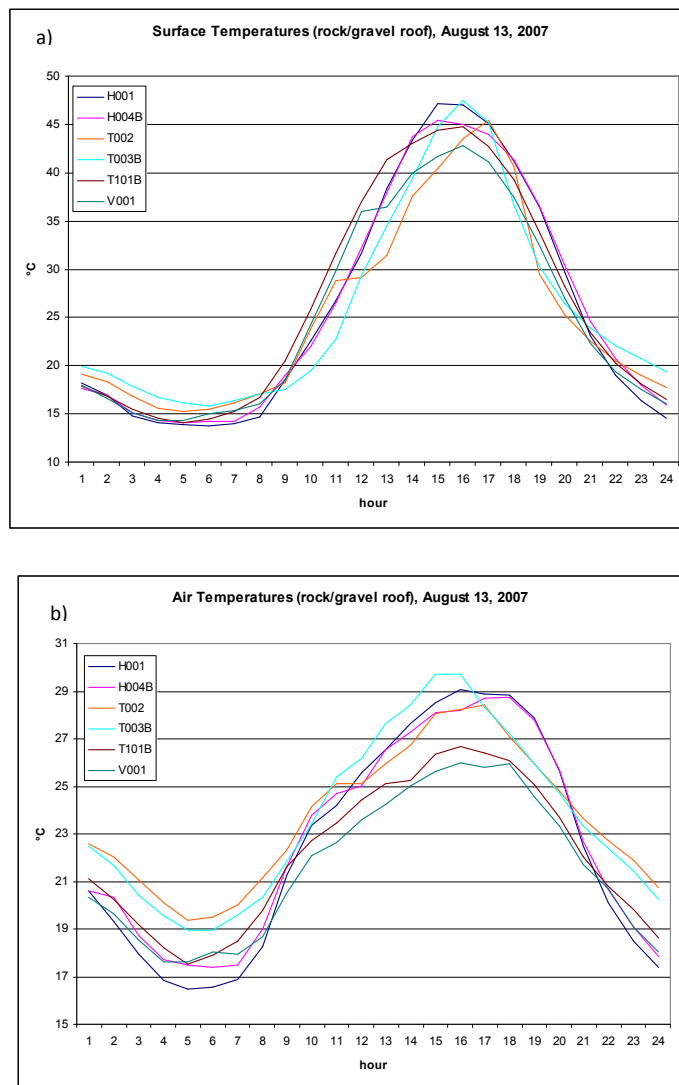 a)
Surface Temperatures (rock/gravel roof), August 13, 2007
50
45
40
35
30
25
20
15
10
°C
H001
H004B
T002
T003B
T101B
V001
1 2 3 4 5 6 7 8 9 10 11 12 13 14 15 16 17 18 19 20 21 22 23 24
hour
b)
Air Temperatures (rock/gravel roof), August 13, 2007
31
29
27
25
23
21
19
17
15
°C
H001
H004B
T002
T003B
T101B
V001
1 2 3 4 5 6 7 8 9 10 11 12 13 14 15 16 17 18 19 20 21 22 23 24
hour